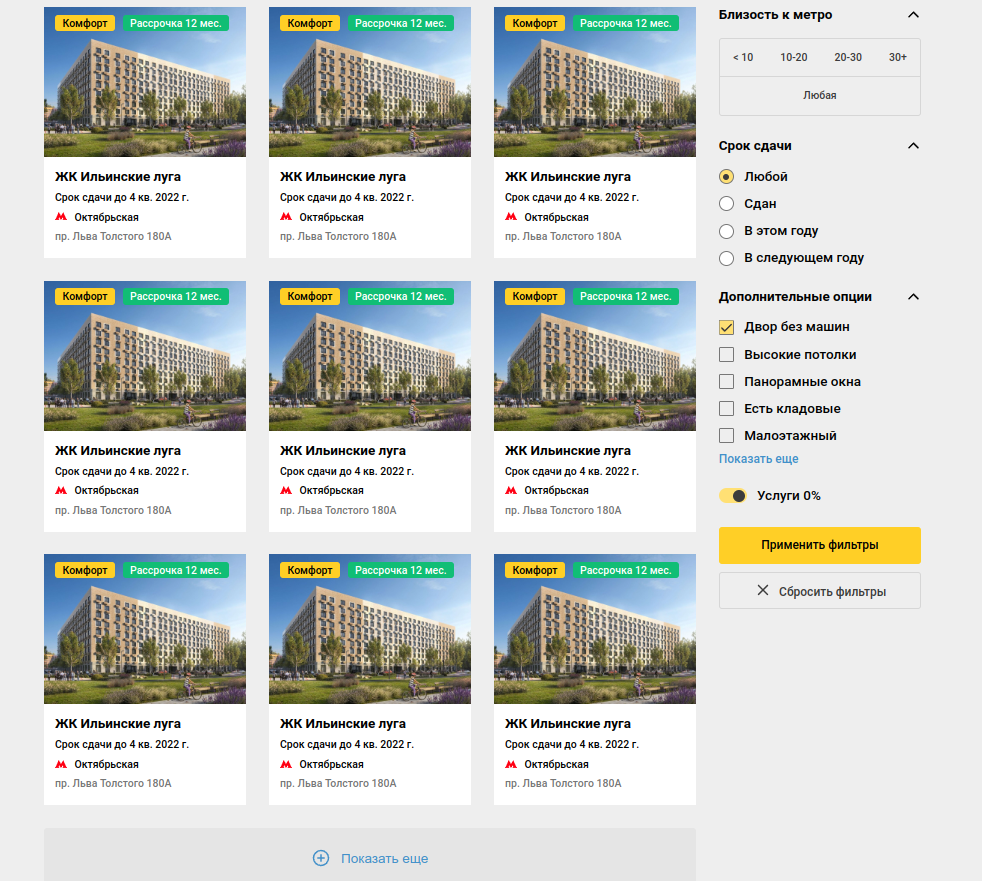 Комфорт Рассрочка 12 мес. Комфорт Рассрочка 12 мес. Комфорт Рассрочка 12 мес.
ЖК Ильинские луга ЖК Ильинские луга ЖК Ильинские луга
Срок сдачи до 4 кв. 2022 г. Срок сдачи до 4 кв. 2022 г. Срок сдачи до 4 кв. 2022 г.
Октябрьская Октябрьская Октябрьская
пр. Льва Толстого 180А пр. Льва Толстого 180А пр. Льва Толстого 180А
Комфорт Рассрочка 12 мес. Комфорт Рассрочка 12 мес. Комфорт Рассрочка 12 мес.
ЖК Ильинские луга ЖК Ильинские луга ЖК Ильинские луга
Срок сдачи до 4 кв. 2022 г. Срок сдачи до 4 кв. 2022 г. Срок сдачи до 4 кв. 2022 г.
Октябрьская Октябрьская Октябрьская
пр. Льва Толстого 180А пр. Льва Толстого 180А пр. Льва Толстого 180А
Комфорт Рассрочка 12 мес. Комфорт Рассрочка 12 мес. Комфорт Рассрочка 12 мес.
ЖК Ильинские луга ЖК Ильинские луга ЖК Ильинские луга
Срок сдачи до 4 кв. 2022 г. Срок сдачи до 4 кв. 2022 г. Срок сдачи до 4 кв. 2022 г.
Октябрьская Октябрьская Октябрьская
пр. Льва Толстого 180А пр. Льва Толстого 180А пр. Льва Толстого 180А
Показать еще
Близость к метро
< 10 10-20 20-30 30+
Любая
Срок сдачи
Любой
Сдан
В этом году
В следующем году
Дополнительные опции
Двор без машин
Высокие потолки
Панорамные окна
Есть кладовые
Малоэтажный
Показать еще
Услуги 0%
Применить фильтры
Сбросить фильтры